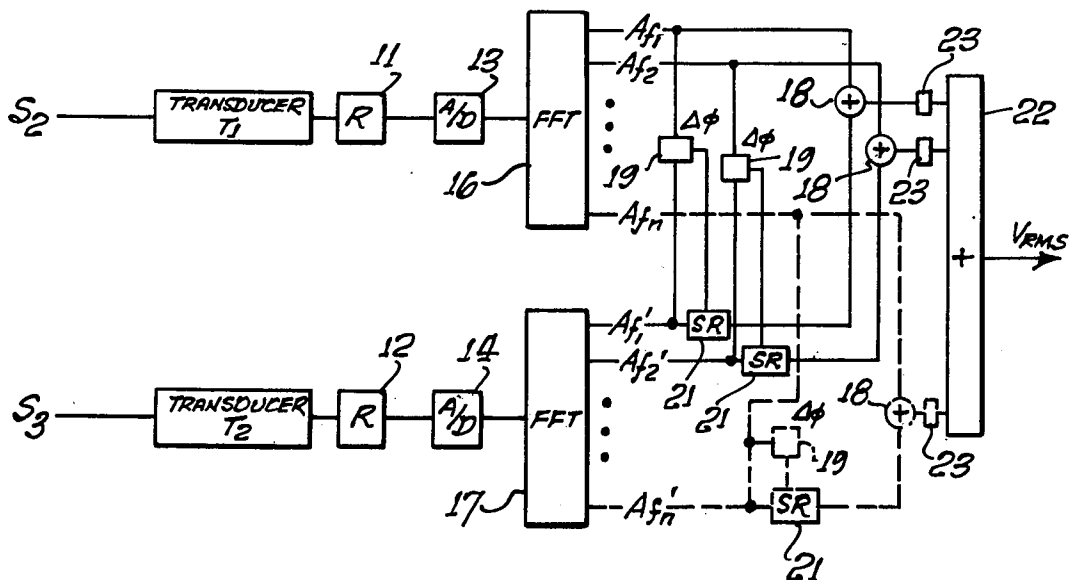 Af1
Af2
23
11
13
18
22
S2
TRANSDUCER
T1
R
A/D
FFT
Δφ
Δφ
19
19
18
23
16
Afn
VRMS
+
Af1'
SR
12
14
Af2'
SR
21
21
18
S3
TRANSDUCER
T2
R
A/D
FFT
Δφ
19
23
17
Afn'
SR
21